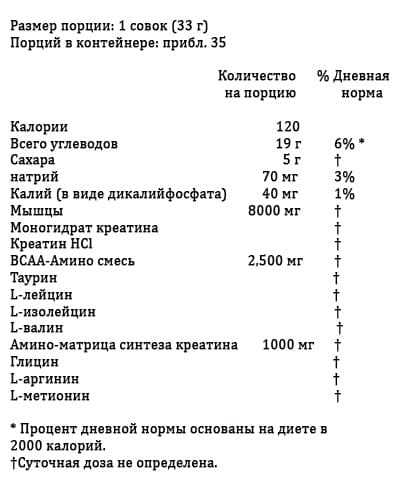 Размер порции: 1 совок (33 г)
Порций в контейнере: прибл. 35
Количество % Дневная
на порцию норма
Калории 120
Всего углеводов 19 г 6% *
Сахара 5 г †
натрий 70 мг 3%
Калий (в виде дикалийфосфата) 40 мг 1%
Мышцы 8000 мг †
Моногидрат креатина †
Креатин HCl †
BCAA-Амино смесь 2,500 мг †
Таурин †
L-лейцин †
L-изолейцин †
L-валин †
Амино-матрица синтеза креатина 1000 мг †
Глицин †
L-аргинин †
L-метионин †
* Процент дневной нормы основаны на диете в
2000 калорий.
†Суточная доза не определена.